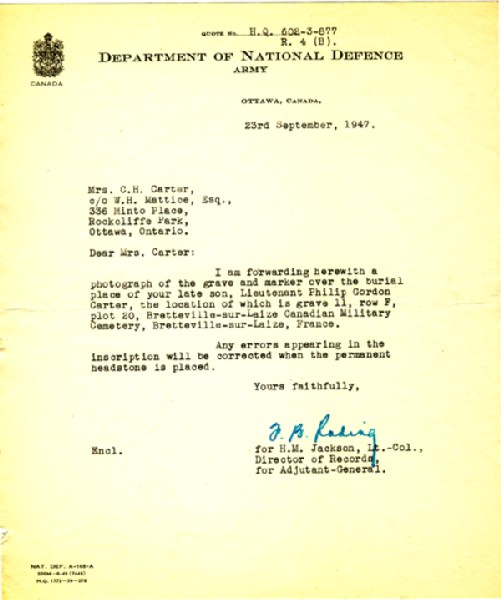 QUOTE No. H.Q. 602-3-877
R. 4 (B).
DEPARTMENT OF NATIONAL DEFENCE
ARMY
CANADA
OTTAWA, CANADA,
23rd September, 1947.
Mrs. C.H. Carter,
c/o W.H. Mattice, Esq.,
336 Minto Place,
Rockcliffe Park,
Ottawa, Ontario.
Dear Mrs. Carter:
I am forwarding herewith a
photograph of the grave and marker over the burial
place of your late son, Lieutenant Philip Gordon
Carter, the location of which is grave 11, row F,
plot 20, Bretteville-sur-Laize Canadian Military
Cemetery, Bretteville-sur-Laize, France.
Any errors appearing in the
inscription will be corrected when the permanent
headstone is placed.
Yours faithfully,
Encl.
for H.M. Jackson, Lt.-Col.,
Director of Records,
for Adjutant-General.
NAT. DEF. A-166-A